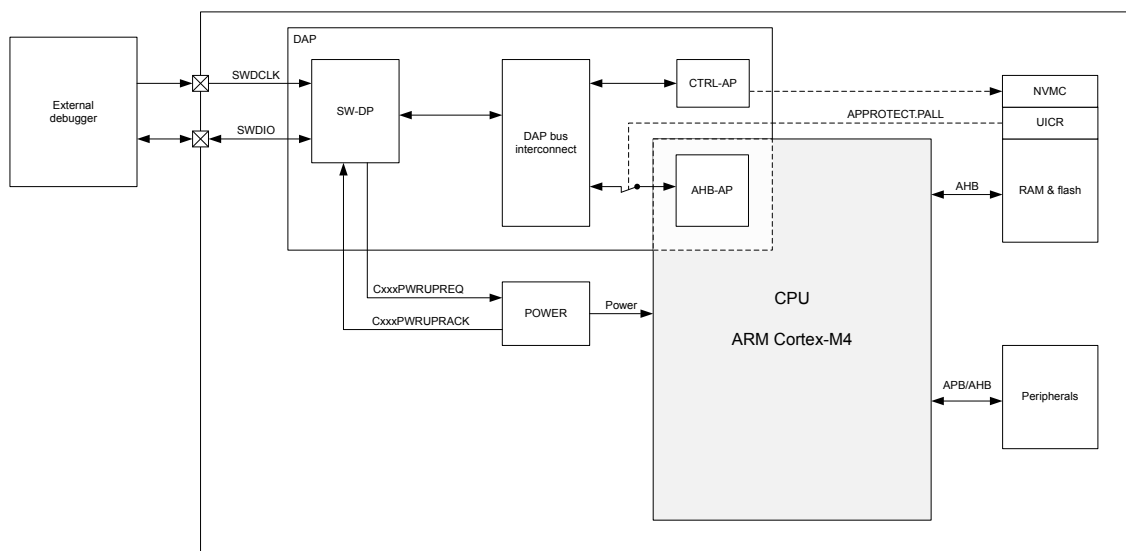 DAP
External
debugger
SWDCLK
SWDIO
SW-DP
DAP bus
interconnect
CTRL-AP
AHB-AP
APPROTECT.PALL
NVMC
UICR
RAM & flash
AHB
CxxxPWRUPREQ
CxxxPWRUPRACK
POWER
Power
CPU
ARM Cortex-M4
APB/AHB
Peripherals